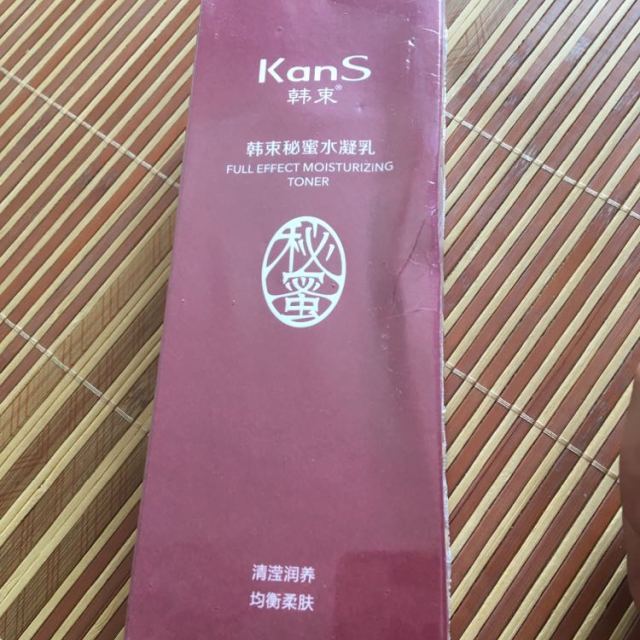 KanS
韩束®
韩束秘蜜水凝乳
FULL EFFECT MOISTURIZING
TONER
秘
蜜
清滢润养
均衡柔肤